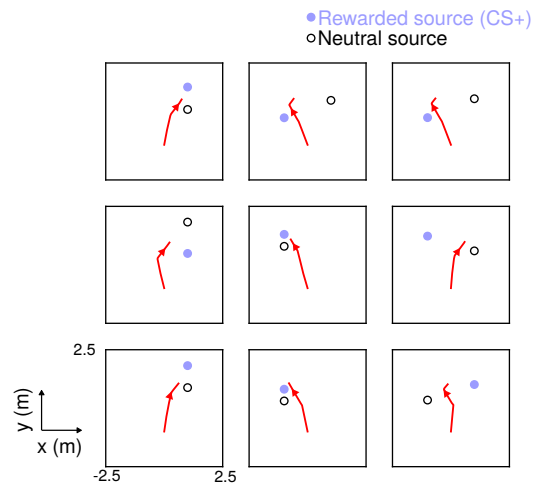 Rewarded source (CS+)
Neutral source
2.5
y (m)
x (m)
-2.5
2.5